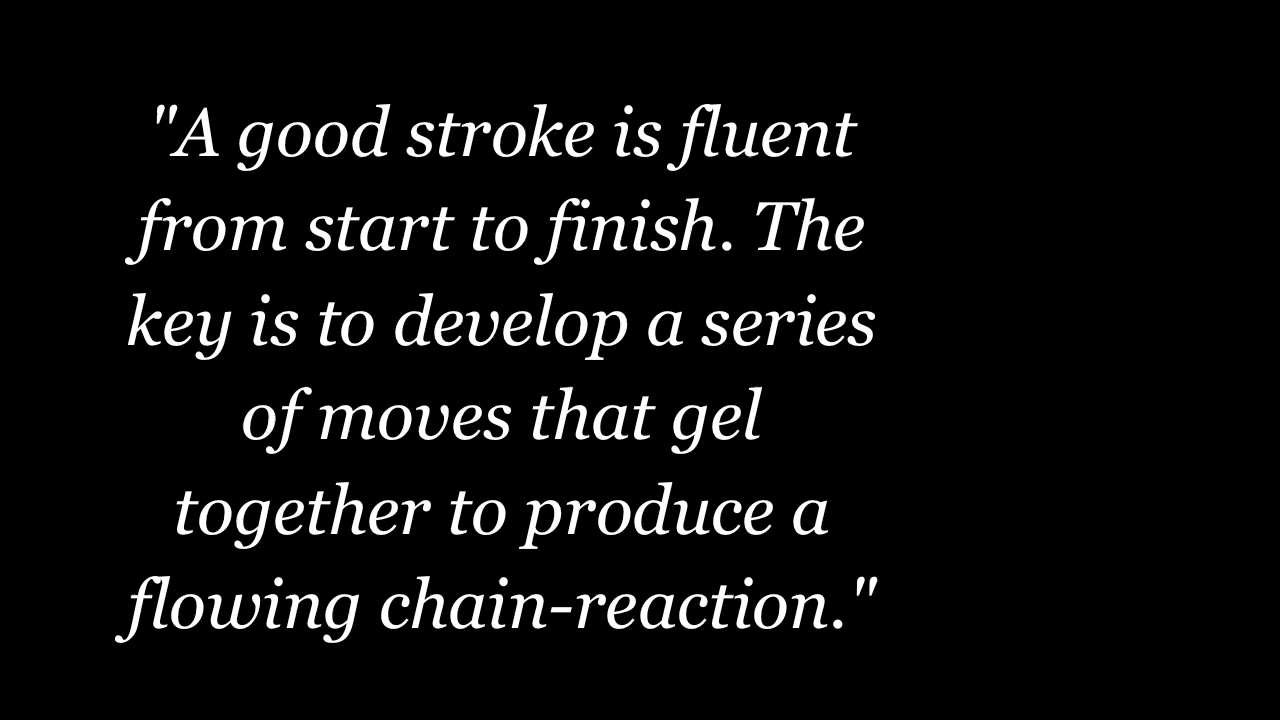 "A good stroke is fluent
from start to finish. The
key is to develop a series
of moves that gel
together to produce a
flowing chain-reaction."